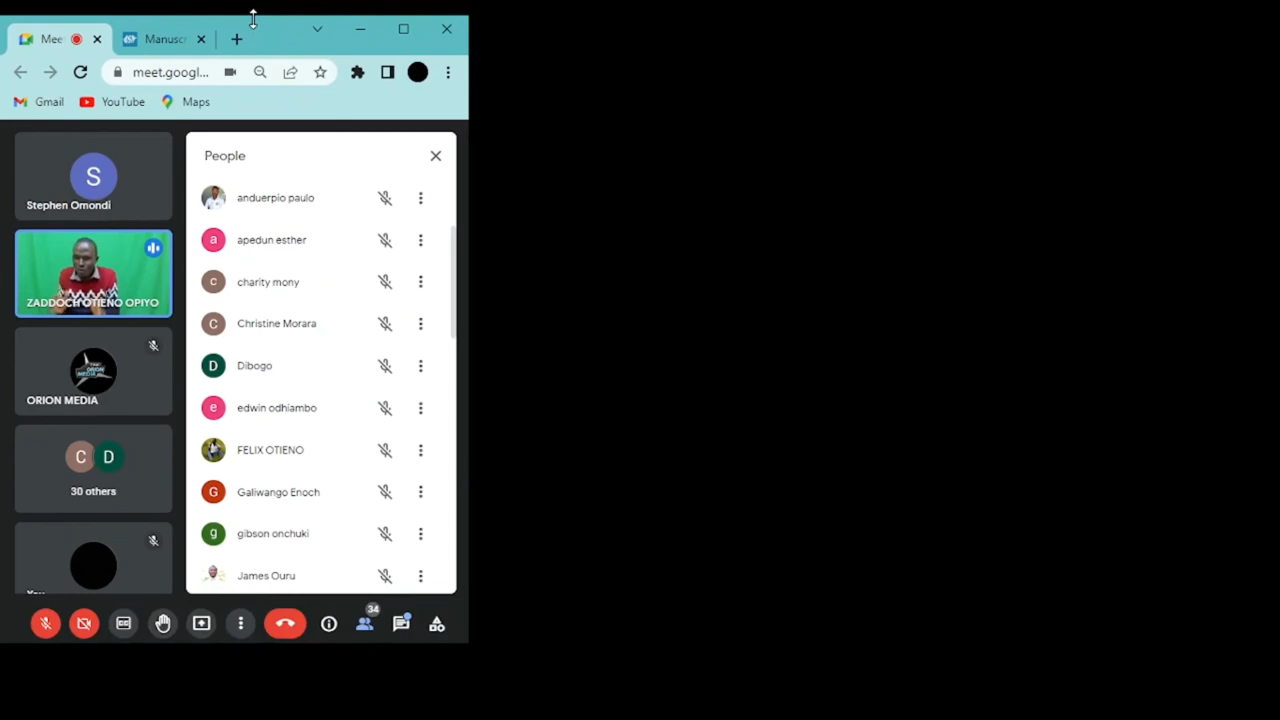 Mee
Manuscr
meet.googl...
Gmail
YouTube
Maps
S
Stephen Omondi
ZADDOCH OTIENO OPIYO
ORION MEDIA
C D
30 others
People
anduerpio paulo
a apedun esther
c charity mony
C Christine Morara
D Dibogo
e edwin odhiambo
FELIX OTIENO
G Galiwango Enoch
g gibson onchuki
James Ouru
34